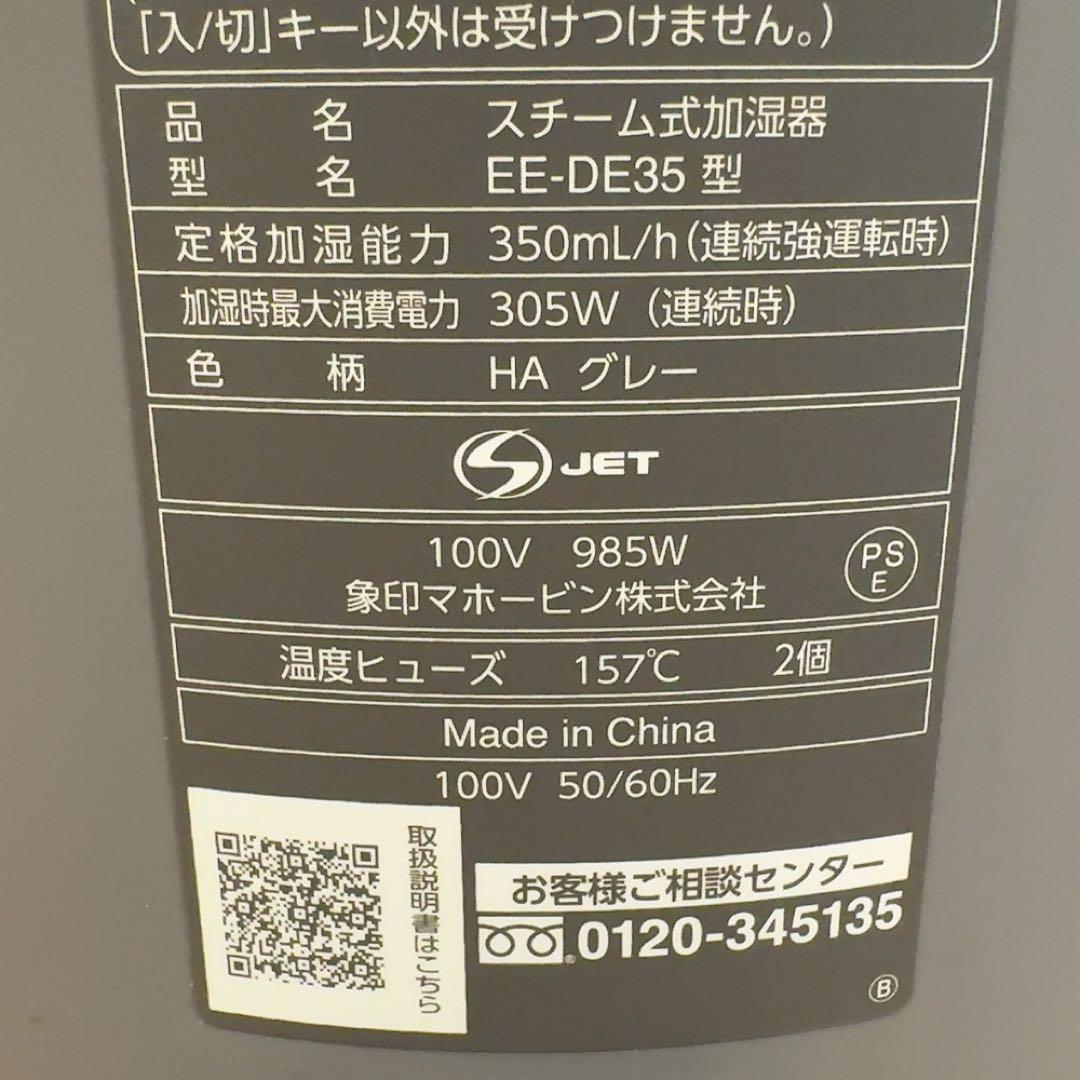 「入/切」キー以外は受けつけません。)
品名 スチーム式加湿器
型名 EE-DE35 型
定格加湿能力 350mL/h(連続強運転時)
加湿時最大消費電力 305W (連続時)
色柄 HA グレー
S JET
100V 985W
象印マホービン株式会社
PS
E
温度ヒューズ 157℃ 2個
Made in China
100V 50/60Hz
取扱説明書はこちら
お客様ご相談センター
0120-345135
B